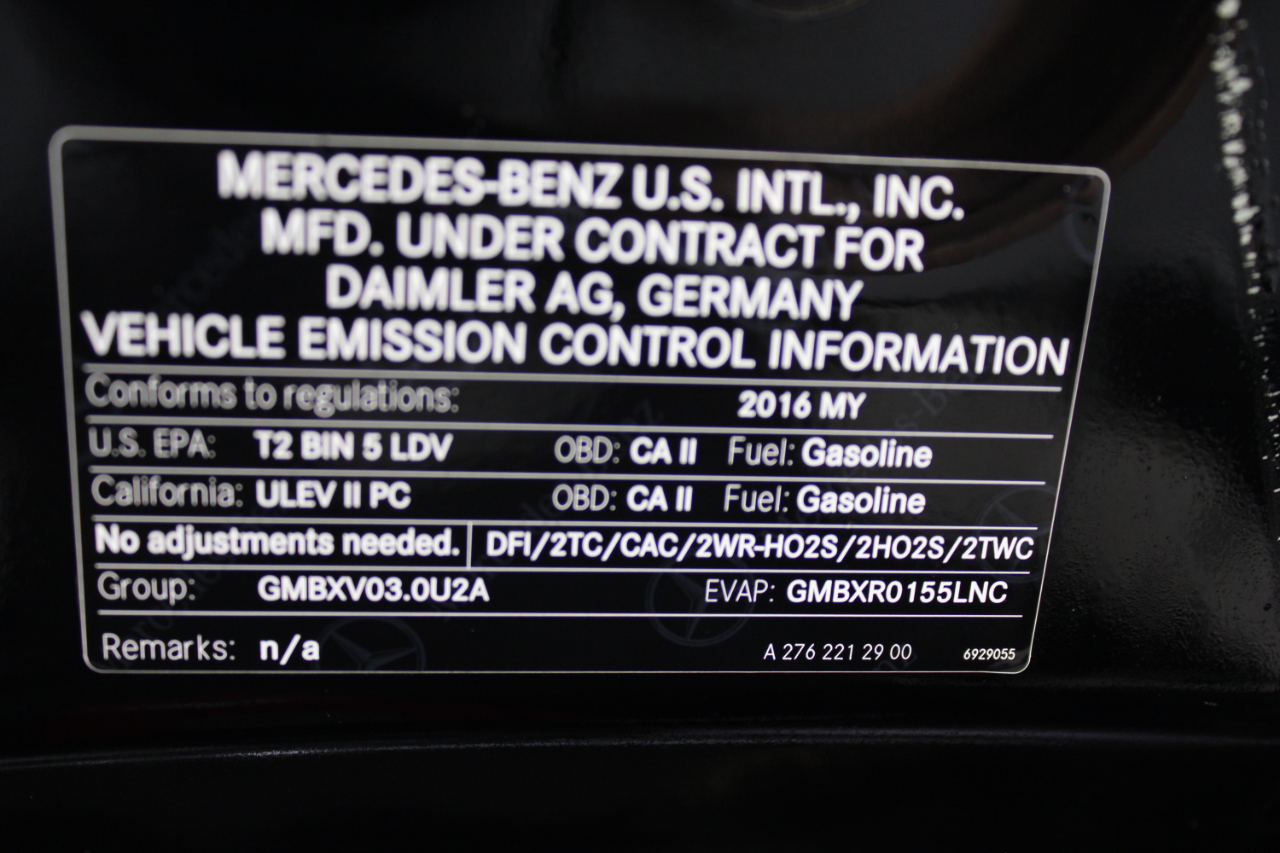 MERCEDES-BENZ U.S. INTL., INC.
MFD. UNDER CONTRACT FOR
DAIMLER AG, GERMANY
VEHICLE EMISSION CONTROL INFORMATION
Conforms to regulations: 2016 MY
U.S. EPA: T2 BIN 5 LDV OBD: CA II Fuel: Gasoline
California: ULEV II PC OBD: CA II Fuel: Gasoline
No adjustments needed. DFI/2TC/CAC/2WR-HO2S/2HO2S/2TWC
Group: GMBXV03.0U2A EVAP: GMBXR0155LNC
Remarks: n/a A 276 221 29 00 6929055